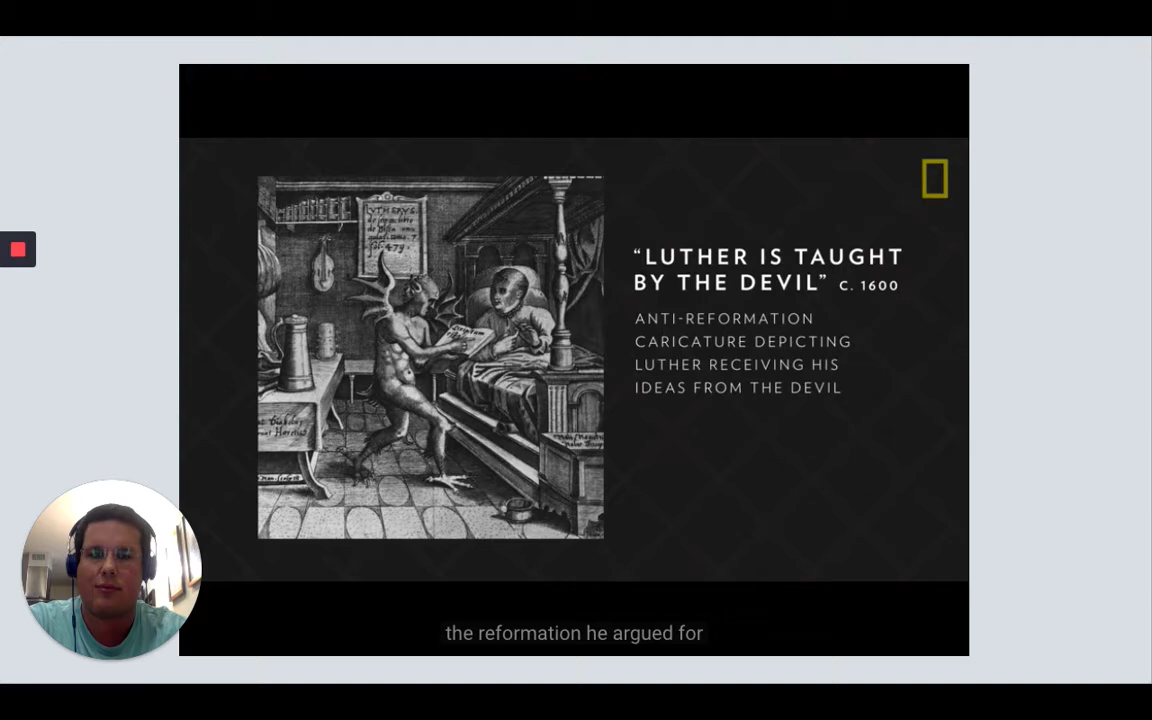 LVTHERVS.
“LUTHER IS TAUGHT
BY THE DEVIL” C. 1600
ANTI-REFORMATION
CARICATURE DEPICTING
LUTHER RECEIVING HIS
IDEAS FROM THE DEVIL
the reformation he argued for